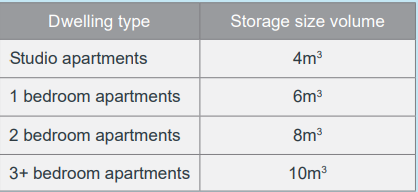 Dwelling type Storage size volume
Studio apartments 4m³
1 bedroom apartments 6m³
2 bedroom apartments 8m³
3+ bedroom apartments 10m³